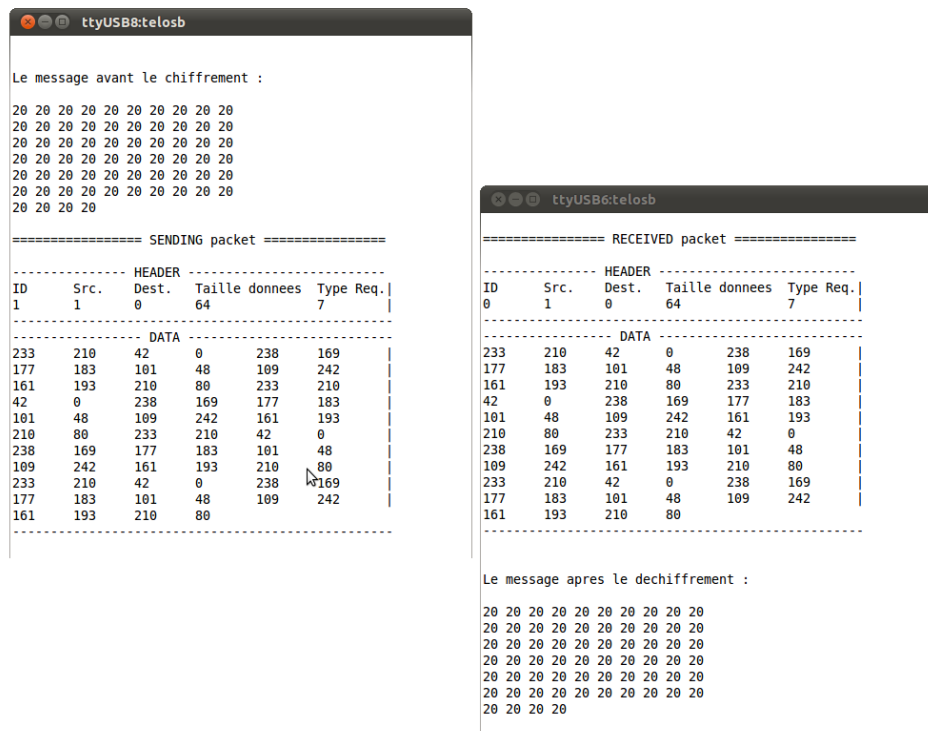 ttyUSB8:telosb
Le message avant le chiffrement :
20 20 20 20 20 20 20 20 20 20
20 20 20 20 20 20 20 20 20 20
20 20 20 20 20 20 20 20 20 20
20 20 20 20 20 20 20 20 20 20
20 20 20 20 20 20 20 20 20 20
20 20 20 20 20 20 20 20 20 20
20 20 20 20
================= SENDING packet ================
--------------- HEADER --------------------------
ID Src. Dest. Taille donnees Type Req.|
1 1 0 64 7 |
--------------------------------------------------
----------------- DATA ---------------------------
233 210 42 0 238 169 |
177 183 101 48 109 242 |
161 193 210 80 233 210 |
42 0 238 169 177 183 |
101 48 109 242 161 193 |
210 80 233 210 42 0 |
238 169 177 183 101 48 |
109 242 161 193 210 80 |
233 210 42 0 238 169 |
177 183 101 48 109 242 |
161 193 210 80
--------------------------------------------------
ttyUSB6:telosb
================ RECEIVED packet ================
--------------- HEADER --------------------------
ID Src. Dest. Taille donnees Type Req.|
0 1 0 64 7 |
--------------------------------------------------
----------------- DATA ---------------------------
233 210 42 0 238 169 |
177 183 101 48 109 242 |
161 193 210 80 233 210 |
42 0 238 169 177 183 |
101 48 109 242 161 193 |
210 80 233 210 42 0 |
238 169 177 183 101 48 |
109 242 161 193 210 80 |
233 210 42 0 238 169 |
177 183 101 48 109 242 |
161 193 210 80
--------------------------------------------------
Le message apres le dechiffrement :
20 20 20 20 20 20 20 20 20 20
20 20 20 20 20 20 20 20 20 20
20 20 20 20 20 20 20 20 20 20
20 20 20 20 20 20 20 20 20 20
20 20 20 20 20 20 20 20 20 20
20 20 20 20 20 20 20 20 20 20
20 20 20 20